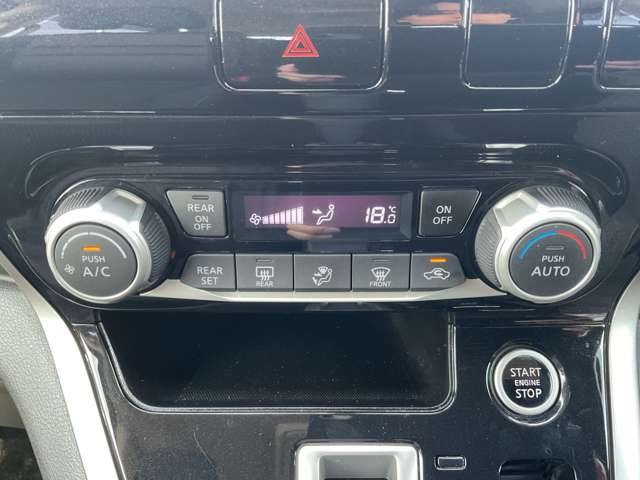 REAR
ON
OFF
18.0
°C
ON
OFF
PUSH
A/C
REAR
SET
REAR
FRONT
PUSH
AUTO
START
ENGINE
STOP